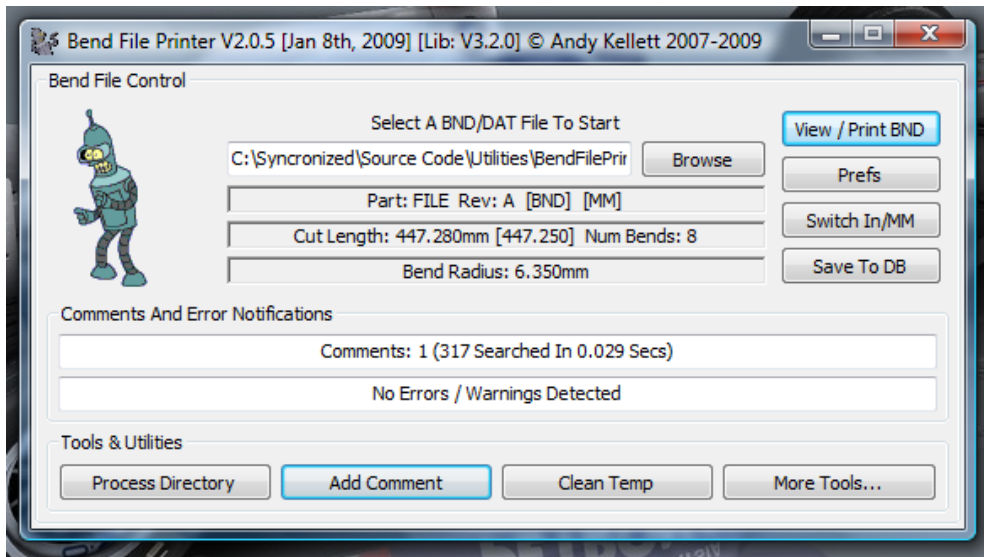 Bend File Printer V2.0.5 [Jan 8th, 2009] [Lib: V3.2.0] © Andy Kellett 2007-2009
Bend File Control
Select A BND/DAT File To Start
View / Print BND
C:\Syncronized\Source Code\Utilities\BendFilePrin
Browse
Prefs
Part: FILE Rev: A [BND] [MM]
Switch In/MM
Cut Length: 447.280mm [447.250] Num Bends: 8
Save To DB
Bend Radius: 6.350mm
Comments And Error Notifications
Comments: 1 (317 Searched In 0.029 Secs)
No Errors / Warnings Detected
Tools & Utilities
Process Directory
Add Comment
Clean Temp
More Tools...